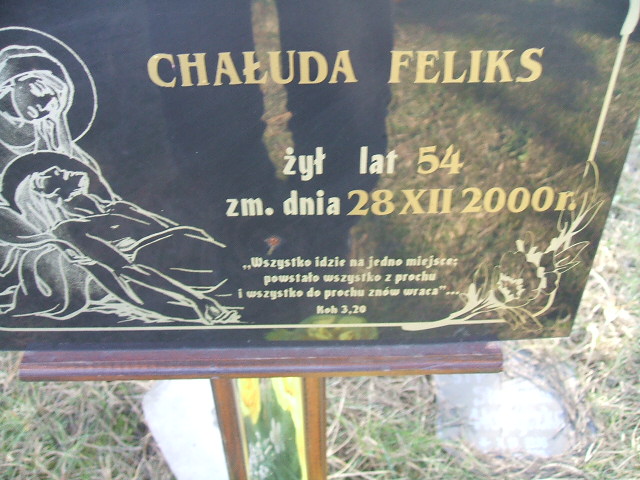 CHAŁUDA FELIKS
żył lat 54
zm. dnia 28 XII 2000 r.
„Wszystko idzie na jedno miejsce;
powstało wszystko z prochu
i wszystko do prochu znów wraca"...
Koh 3,20